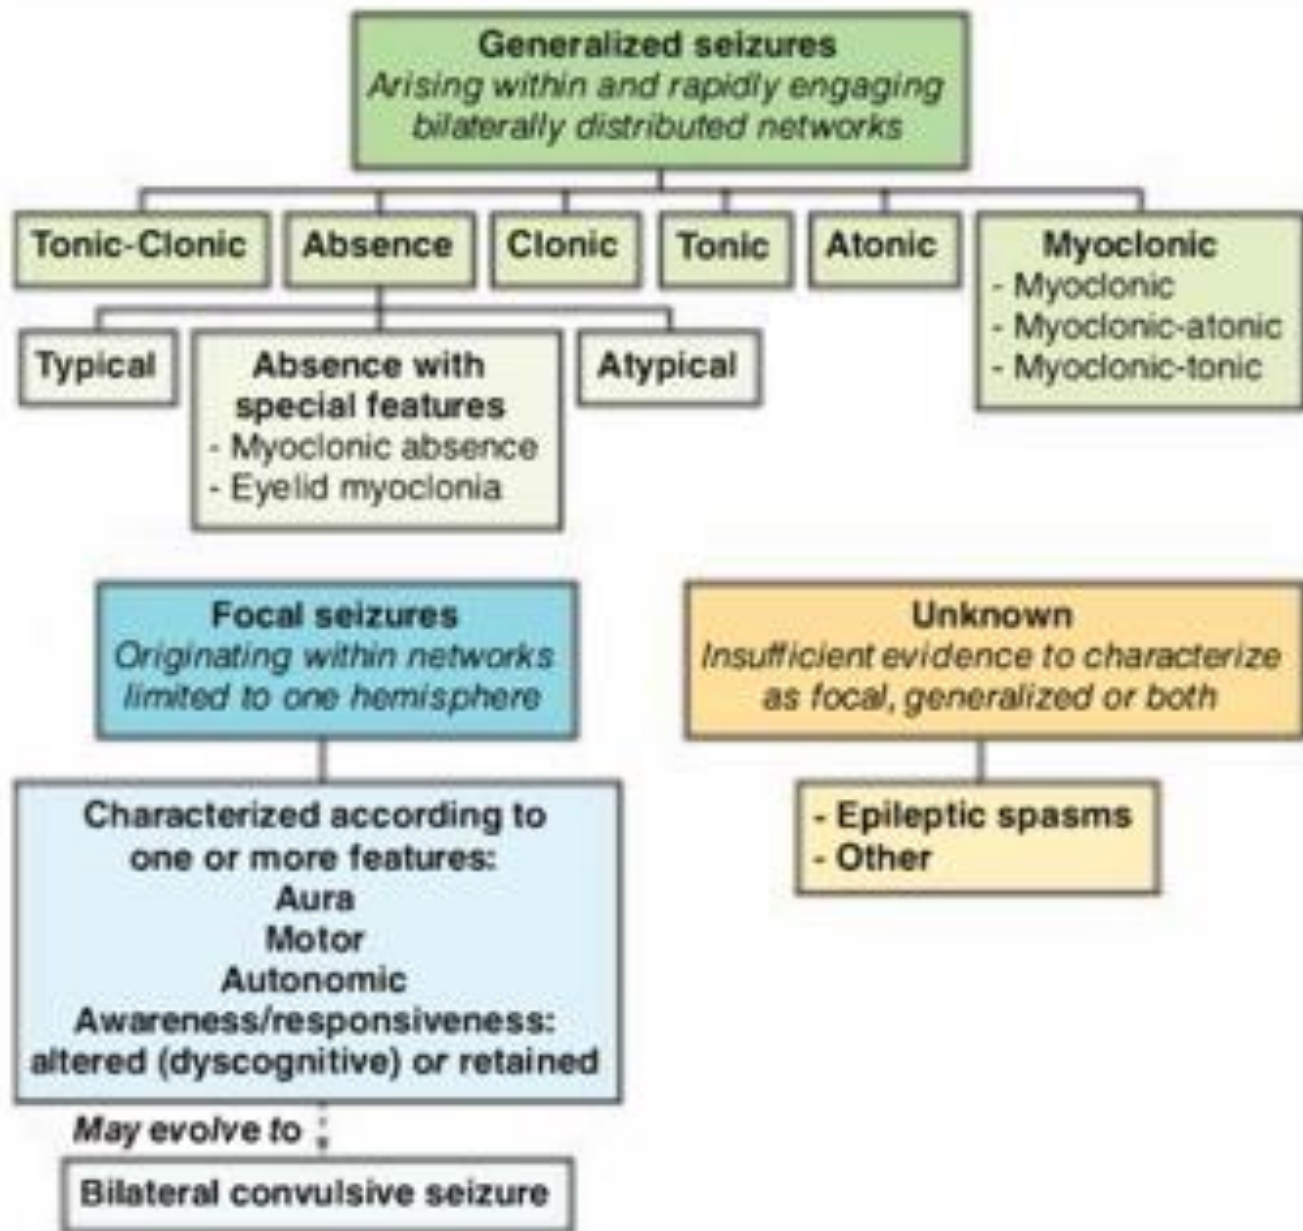 Generalized seizures
Arising within and rapidly engaging
bilaterally distributed networks
Tonic-Clonic
Absence
Clonic
Tonic
Atonic
Myoclonic
- Myoclonic
- Myoclonic-atonic
- Myoclonic-tonic
Typical
Absence with
special features
- Myoclonic absence
- Eyelid myoclonia
Atypical
Focal seizures
Originating within networks
limited to one hemisphere
Unknown
Insufficient evidence to characterize
as focal, generalized or both
Characterized according to
one or more features:
Aura
Motor
Autonomic
Awareness/responsiveness:
altered (dyscognitive) or retained
- Epileptic spasms
- Other
May evolve to
Bilateral convulsive seizure